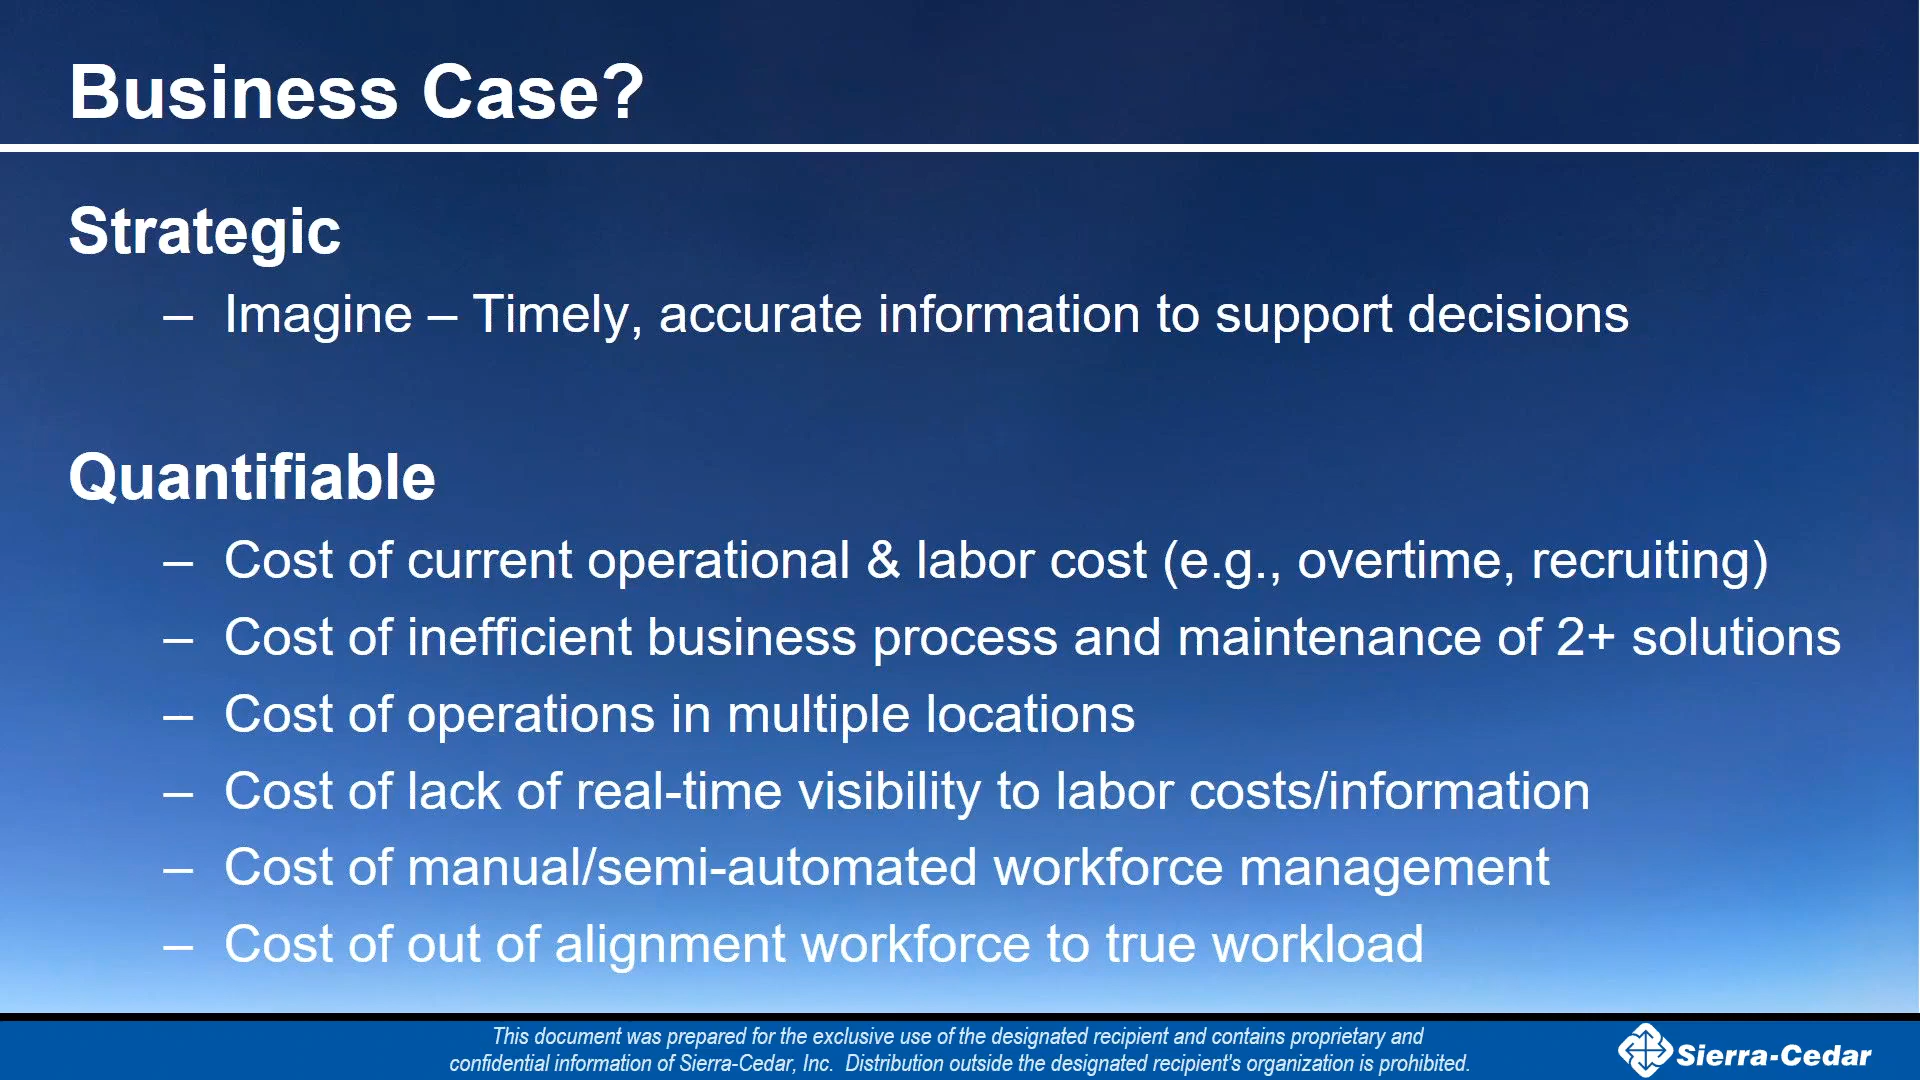 Business Case?
Strategic
– Imagine – Timely, accurate information to support decisions
Quantifiable
– Cost of current operational & labor cost (e.g., overtime, recruiting)
– Cost of inefficient business process and maintenance of 2+ solutions
– Cost of operations in multiple locations
– Cost of lack of real-time visibility to labor costs/information
– Cost of manual/semi-automated workforce management
– Cost of out of alignment workforce to true workload
This document was prepared for the exclusive use of the designated recipient and contains proprietary and
confidential information of Sierra-Cedar, Inc. Distribution outside the designated recipient's organization is prohibited.
Sierra-Cedar